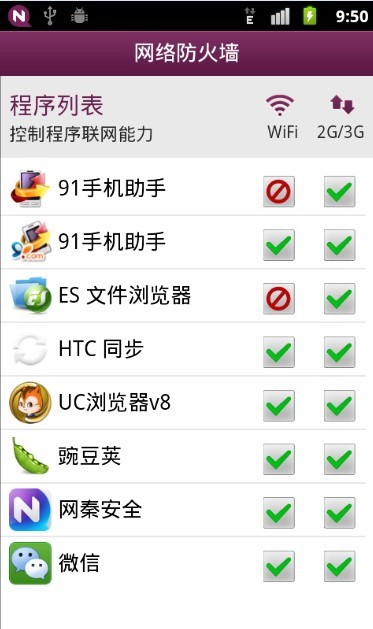 E 9:50
网络防火墙
程序列表
控制程序联网能力
WiFi 2G/3G
91手机助手
91手机助手
ES 文件浏览器
HTC 同步
UC浏览器v8
豌豆荚
网秦安全
微信